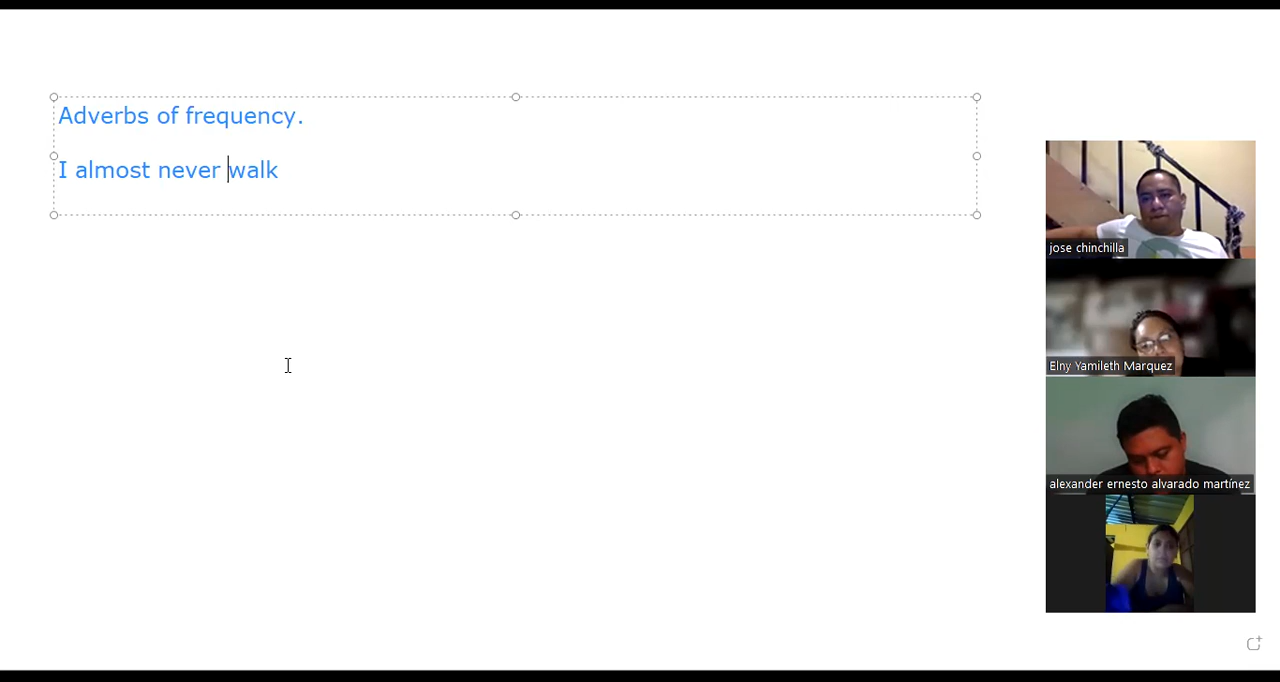 Adverbs of frequency.
I almost never walk
jose chinchilla
Elny Yamileth Marquez
alexander ernesto alvarado martínez